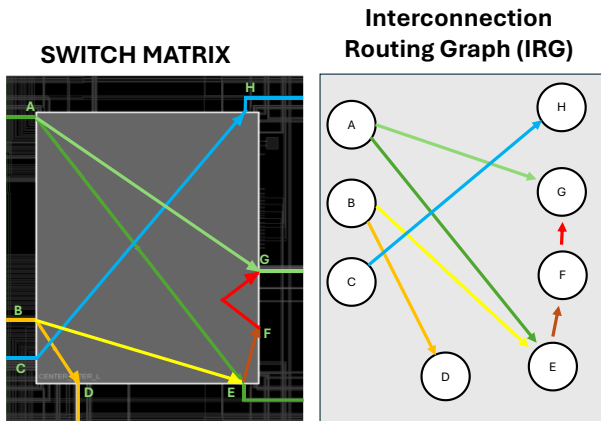 SWITCH MATRIX
Interconnection
Routing Graph (IRG)
A
H
G
B
C
D
E
F
A
H
G
B
C
F
D
E